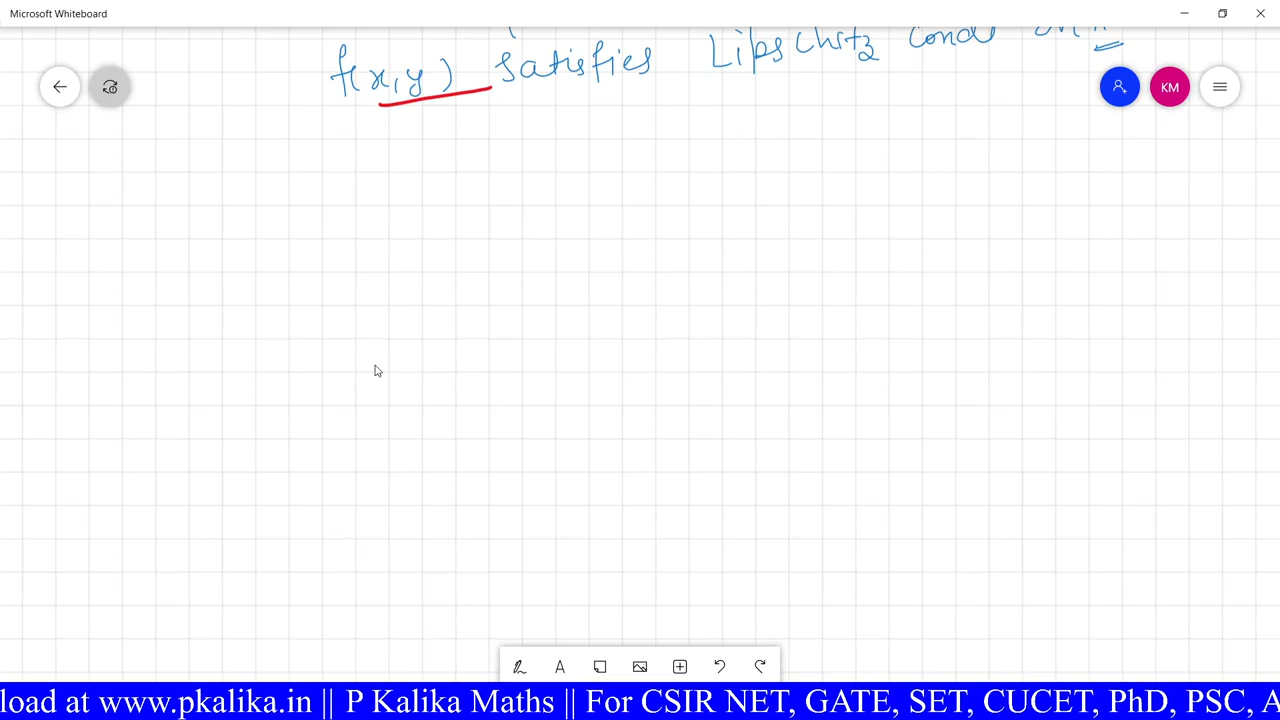 Microsoft Whiteboard
f(x,y) satisfies Lipschitz cond
KM
load at www.pkalika.in || P Kalika Maths || For CSIR NET, GATE, SET, CUCET, PhD, PSC, A